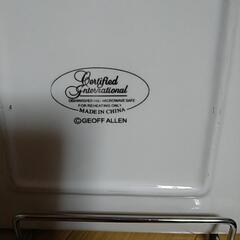 Certified
International
DISHWASHER AND MICROWAVE SAFE
FOR REHEATING ONLY
MADE IN CHINA
©GEOFF ALLEN